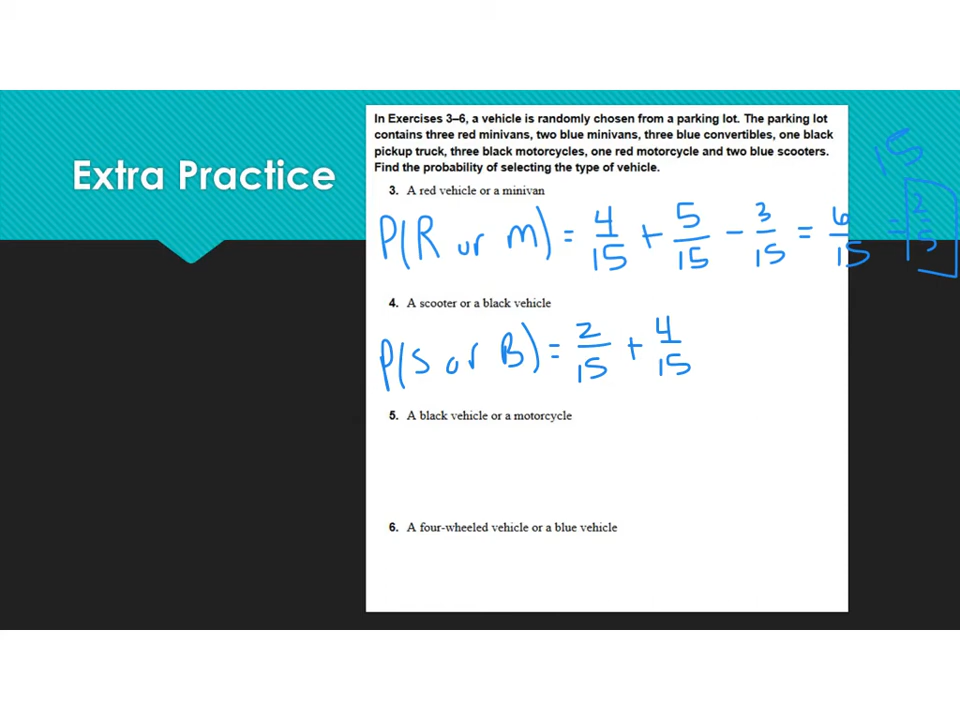 Extra Practice
In Exercises 3–6, a vehicle is randomly chosen from a parking lot. The parking lot
contains three red minivans, two blue minivans, three blue convertibles, one black
pickup truck, three black motorcycles, one red motorcycle and two blue scooters.
Find the probability of selecting the type of vehicle.
15
3. A red vehicle or a minivan
P(R or m) = 4/15 + 5/15 - 3/15 = 6/15 = 2/5
4. A scooter or a black vehicle
P(S or B) = 2/15 + 4/15
5. A black vehicle or a motorcycle
6. A four-wheeled vehicle or a blue vehicle